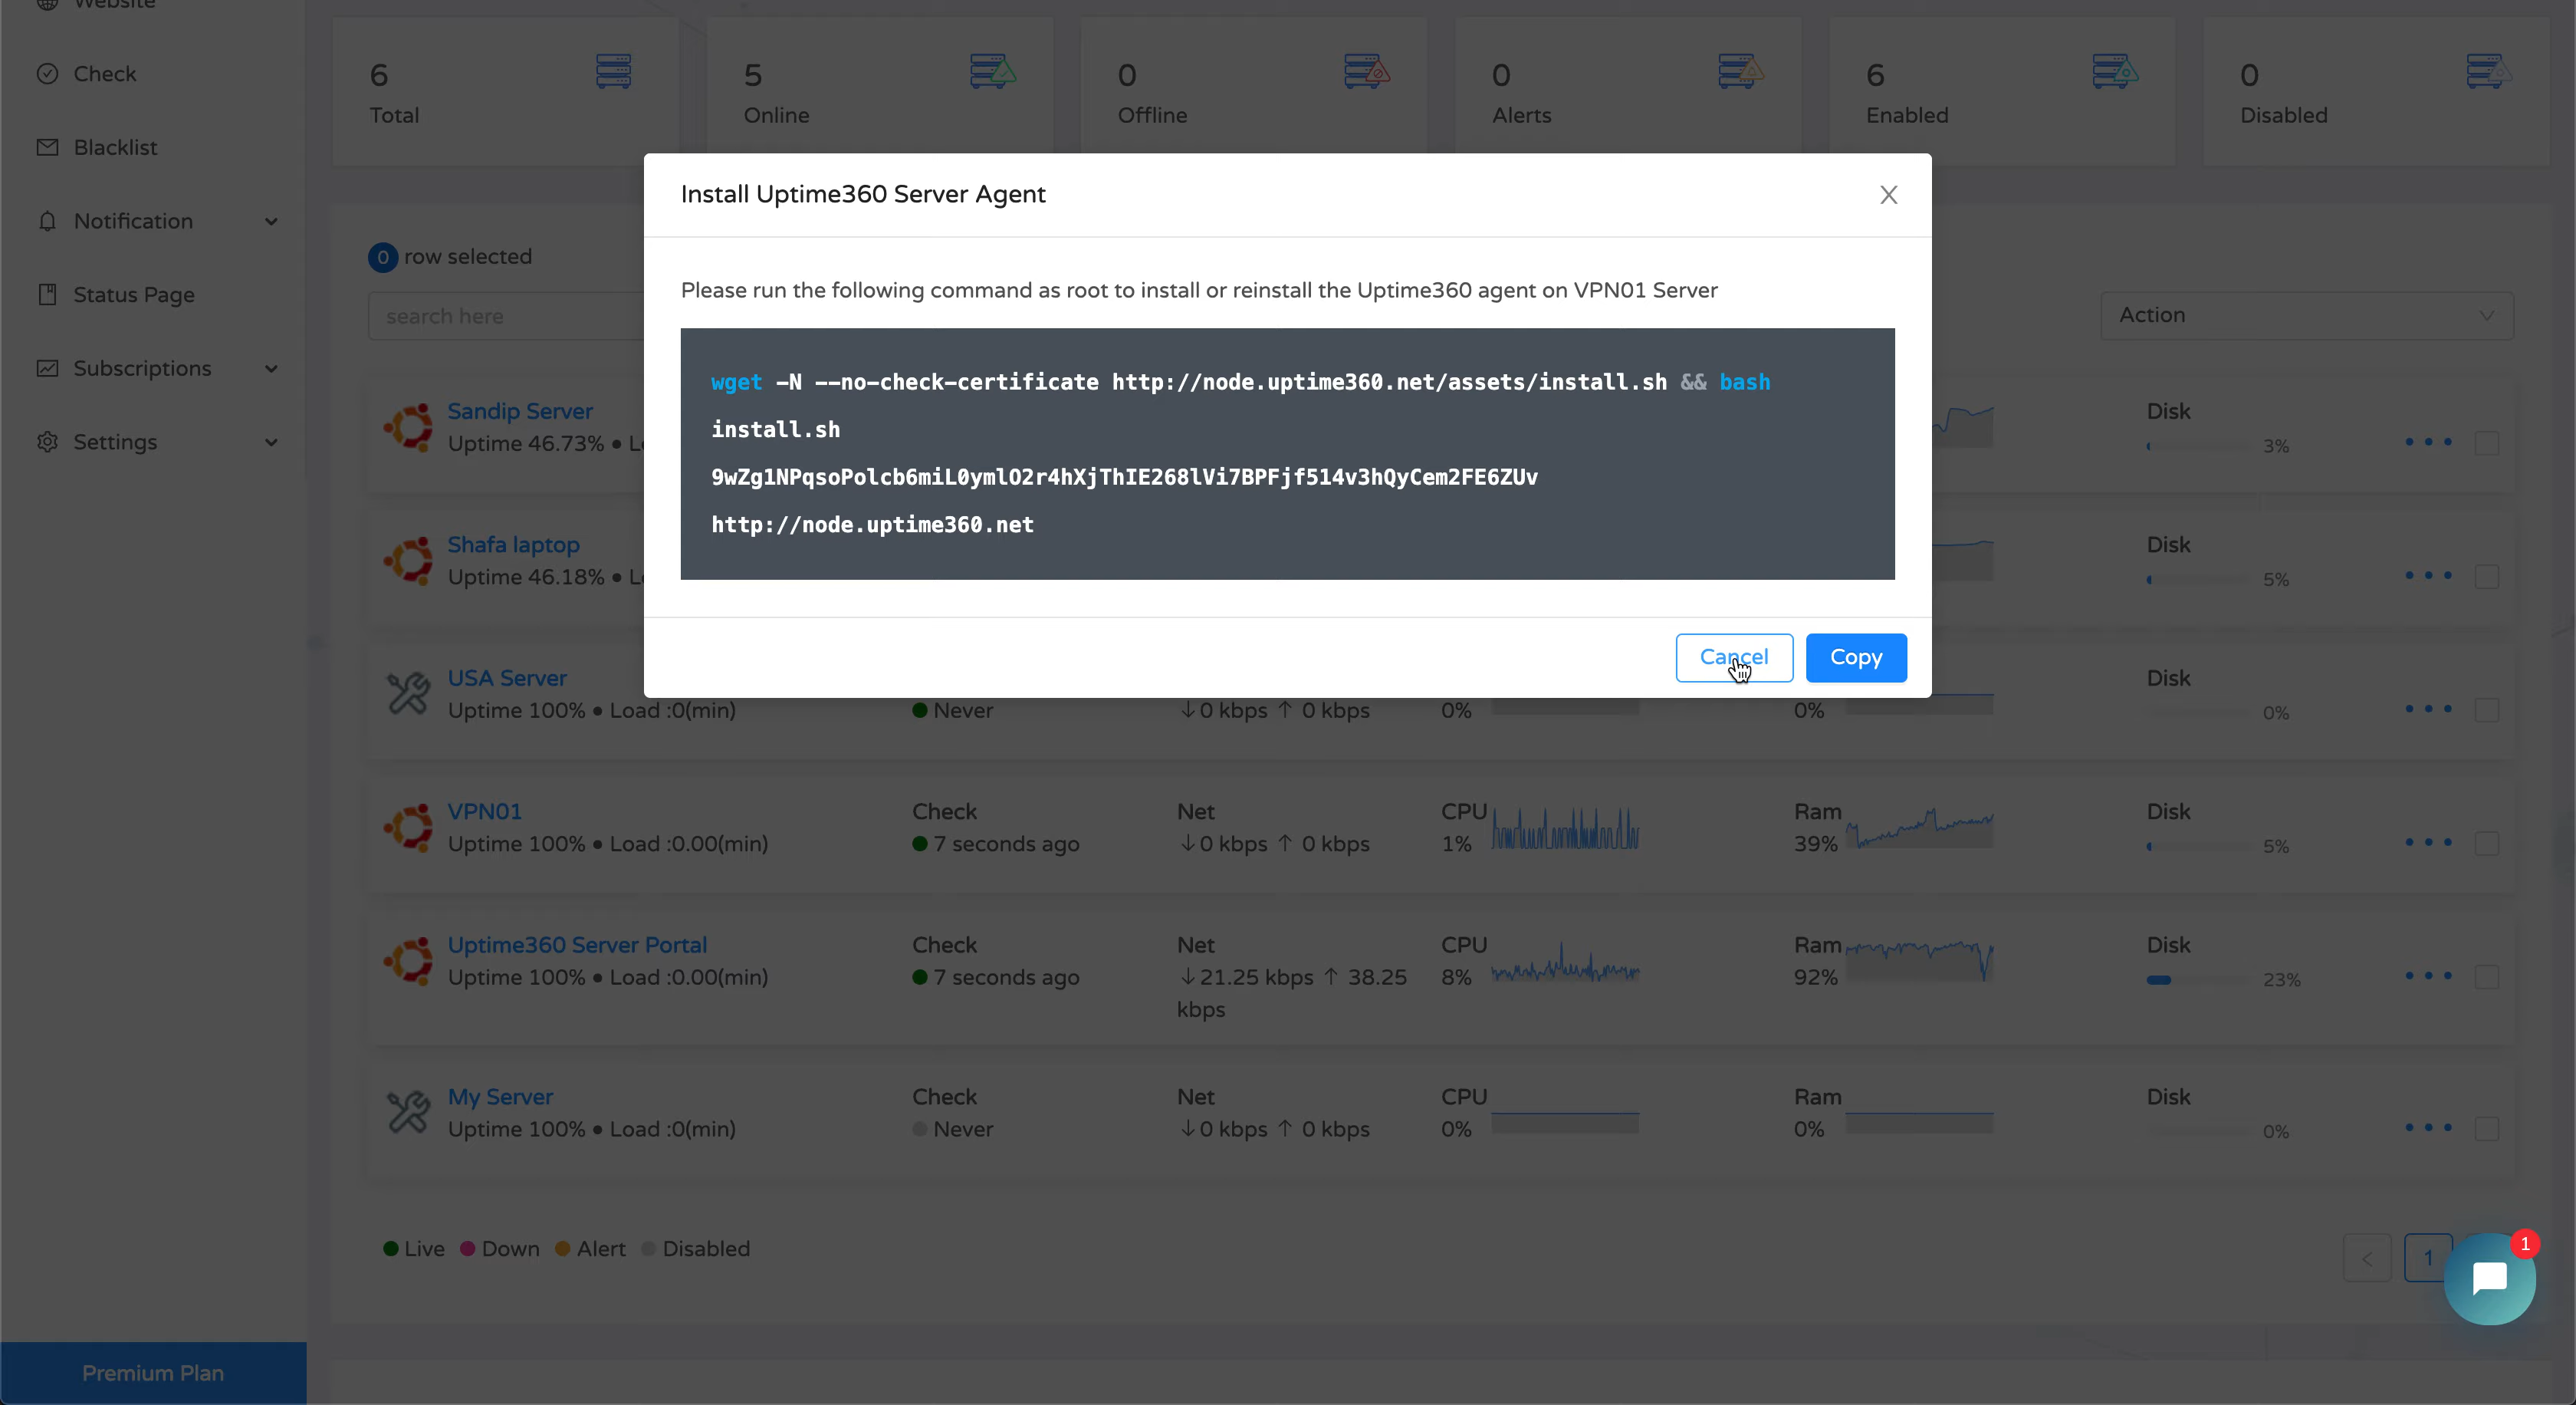 Website
Check
Blacklist
Notification
Status Page
Subscriptions
Settings
Premium Plan
6
Total
5
Online
0
Offline
0
Alerts
6
Enabled
0
Disabled
0 row selected
search here
Action
Install Uptime360 Server Agent
Please run the following command as root to install or reinstall the Uptime360 agent on VPN01 Server
wget -N --no-check-certificate http://node.uptime360.net/assets/install.sh && bash
install.sh
9wZg1NPqsoPolcb6miL0ymlO2r4hXjThIE268lVi7BPFjf514v3hQyCem2FE6ZUv
http://node.uptime360.net
Cancel
Copy
Sandip Server
Uptime 46.73% ● Lo
Disk
3%
Shafa laptop
Uptime 46.18% ● Lo
Disk
5%
USA Server
Uptime 100% ● Load :0(min)
Never
↓0 kbps ↑ 0 kbps
0%
0%
Disk
0%
VPN01
Uptime 100% ● Load :0.00(min)
Check
7 seconds ago
Net
↓0 kbps ↑ 0 kbps
CPU
1%
Ram
39%
Disk
5%
Uptime360 Server Portal
Uptime 100% ● Load :0.00(min)
Check
7 seconds ago
Net
↓21.25 kbps ↑ 38.25
kbps
CPU
8%
Ram
92%
Disk
23%
My Server
Uptime 100% ● Load :0(min)
Check
Never
Net
↓0 kbps ↑ 0 kbps
CPU
0%
Ram
0%
Disk
0%
Live Down Alert Disabled
< 1
1